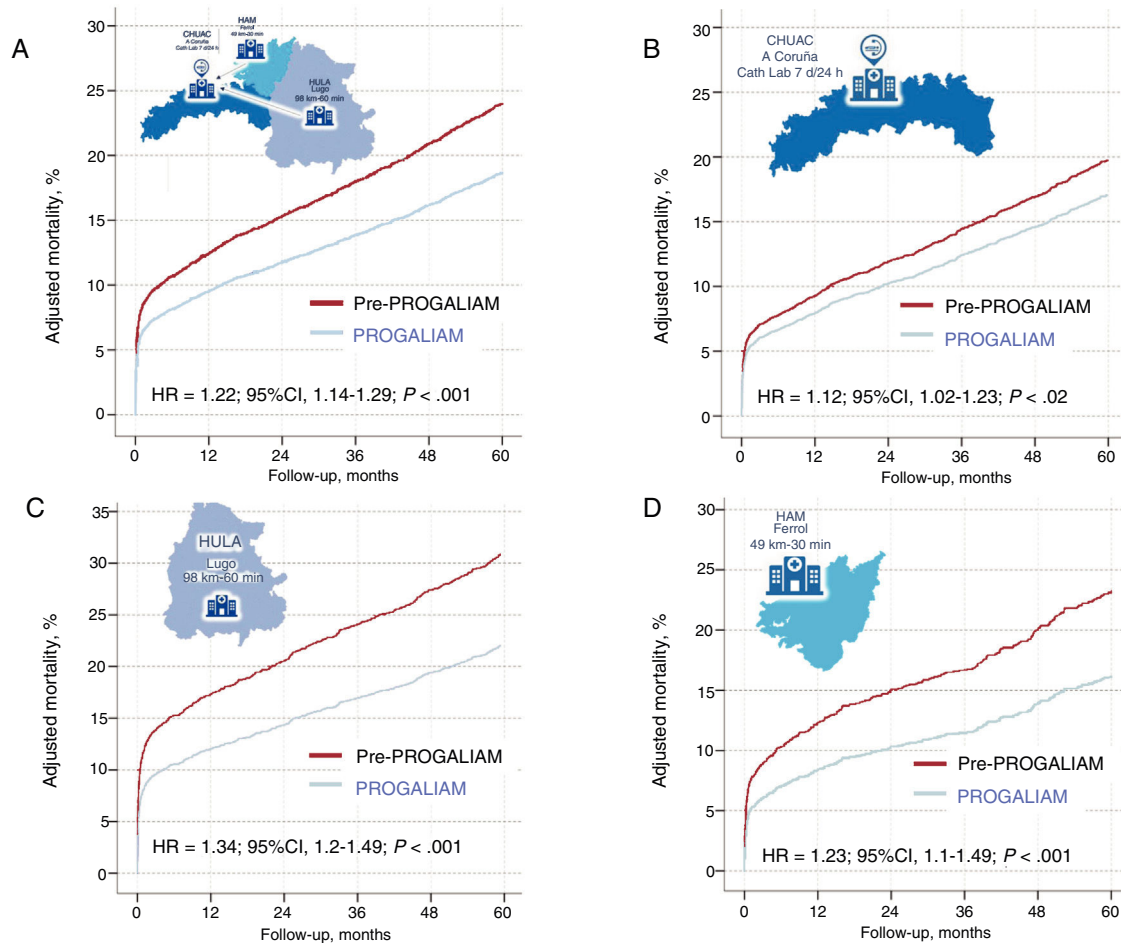 A
30
25
20
15
10
5
0
Adjusted mortality, %
CHUAC
A Coruña
Cath Lab 7 d/24 h
HAM
Ferrol
49 km-30 min
HULA
Lugo
98 km-60 min
Pre-PROGALIAM
PROGALIAM
HR = 1.22; 95%CI, 1.14-1.29; P < .001
0 12 24 36 48 60
Follow-up, months
B
30
25
20
15
10
5
0
Adjusted mortality, %
CHUAC
A Coruña
Cath Lab 7 d/24 h
Pre-PROGALIAM
PROGALIAM
HR = 1.12; 95%CI, 1.02-1.23; P < .02
0 12 24 36 48 60
Follow-up, months
C
35
30
25
20
15
10
5
0
Adjusted mortality, %
HULA
Lugo
98 km-60 min
Pre-PROGALIAM
PROGALIAM
HR = 1.34; 95%CI, 1.2-1.49; P < .001
0 12 24 36 48 60
Follow-up, months
D
30
25
20
15
10
5
0
Adjusted mortality, %
HAM
Ferrol
49 km-30 min
Pre-PROGALIAM
PROGALIAM
HR = 1.23; 95%CI, 1.1-1.49; P < .001
0 12 24 36 48 60
Follow-up, months